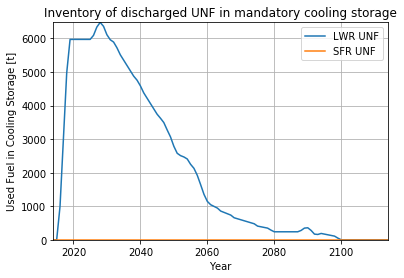 Inventory of discharged UNF in mandatory cooling storage
Used Fuel in Cooling Storage [t]
6000
5000
4000
3000
2000
1000
0
LWR UNF
SFR UNF
2020
2040
2060
2080
2100
Year